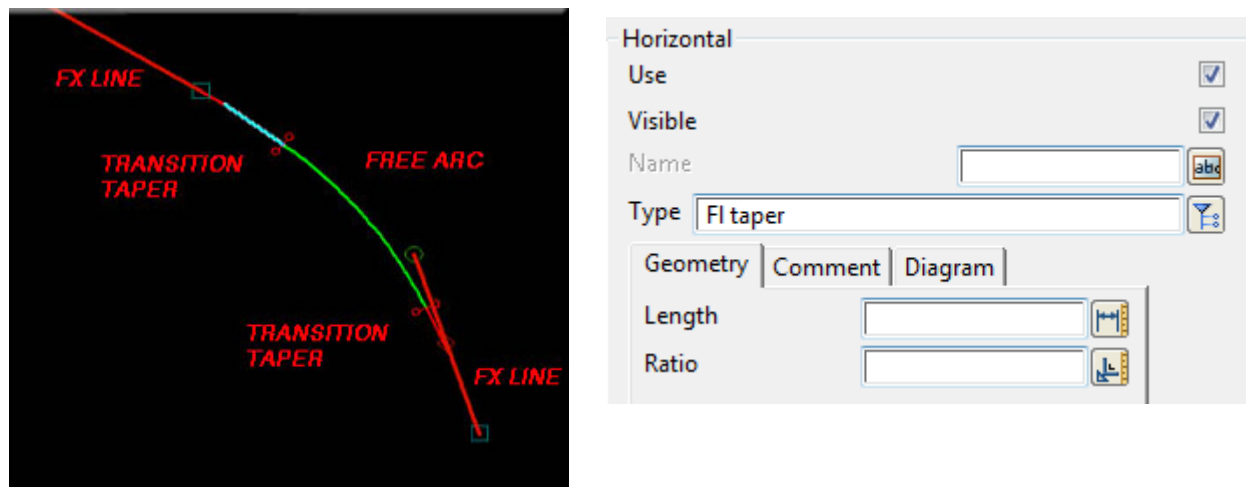 FX LINE
TRANSITION
TAPER
FREE ARC
TRANSITION
TAPER
FX LINE
Horizontal
Use
Visible
Name
abc
Type Fl taper
Geometry Comment Diagram
Length
Ratio